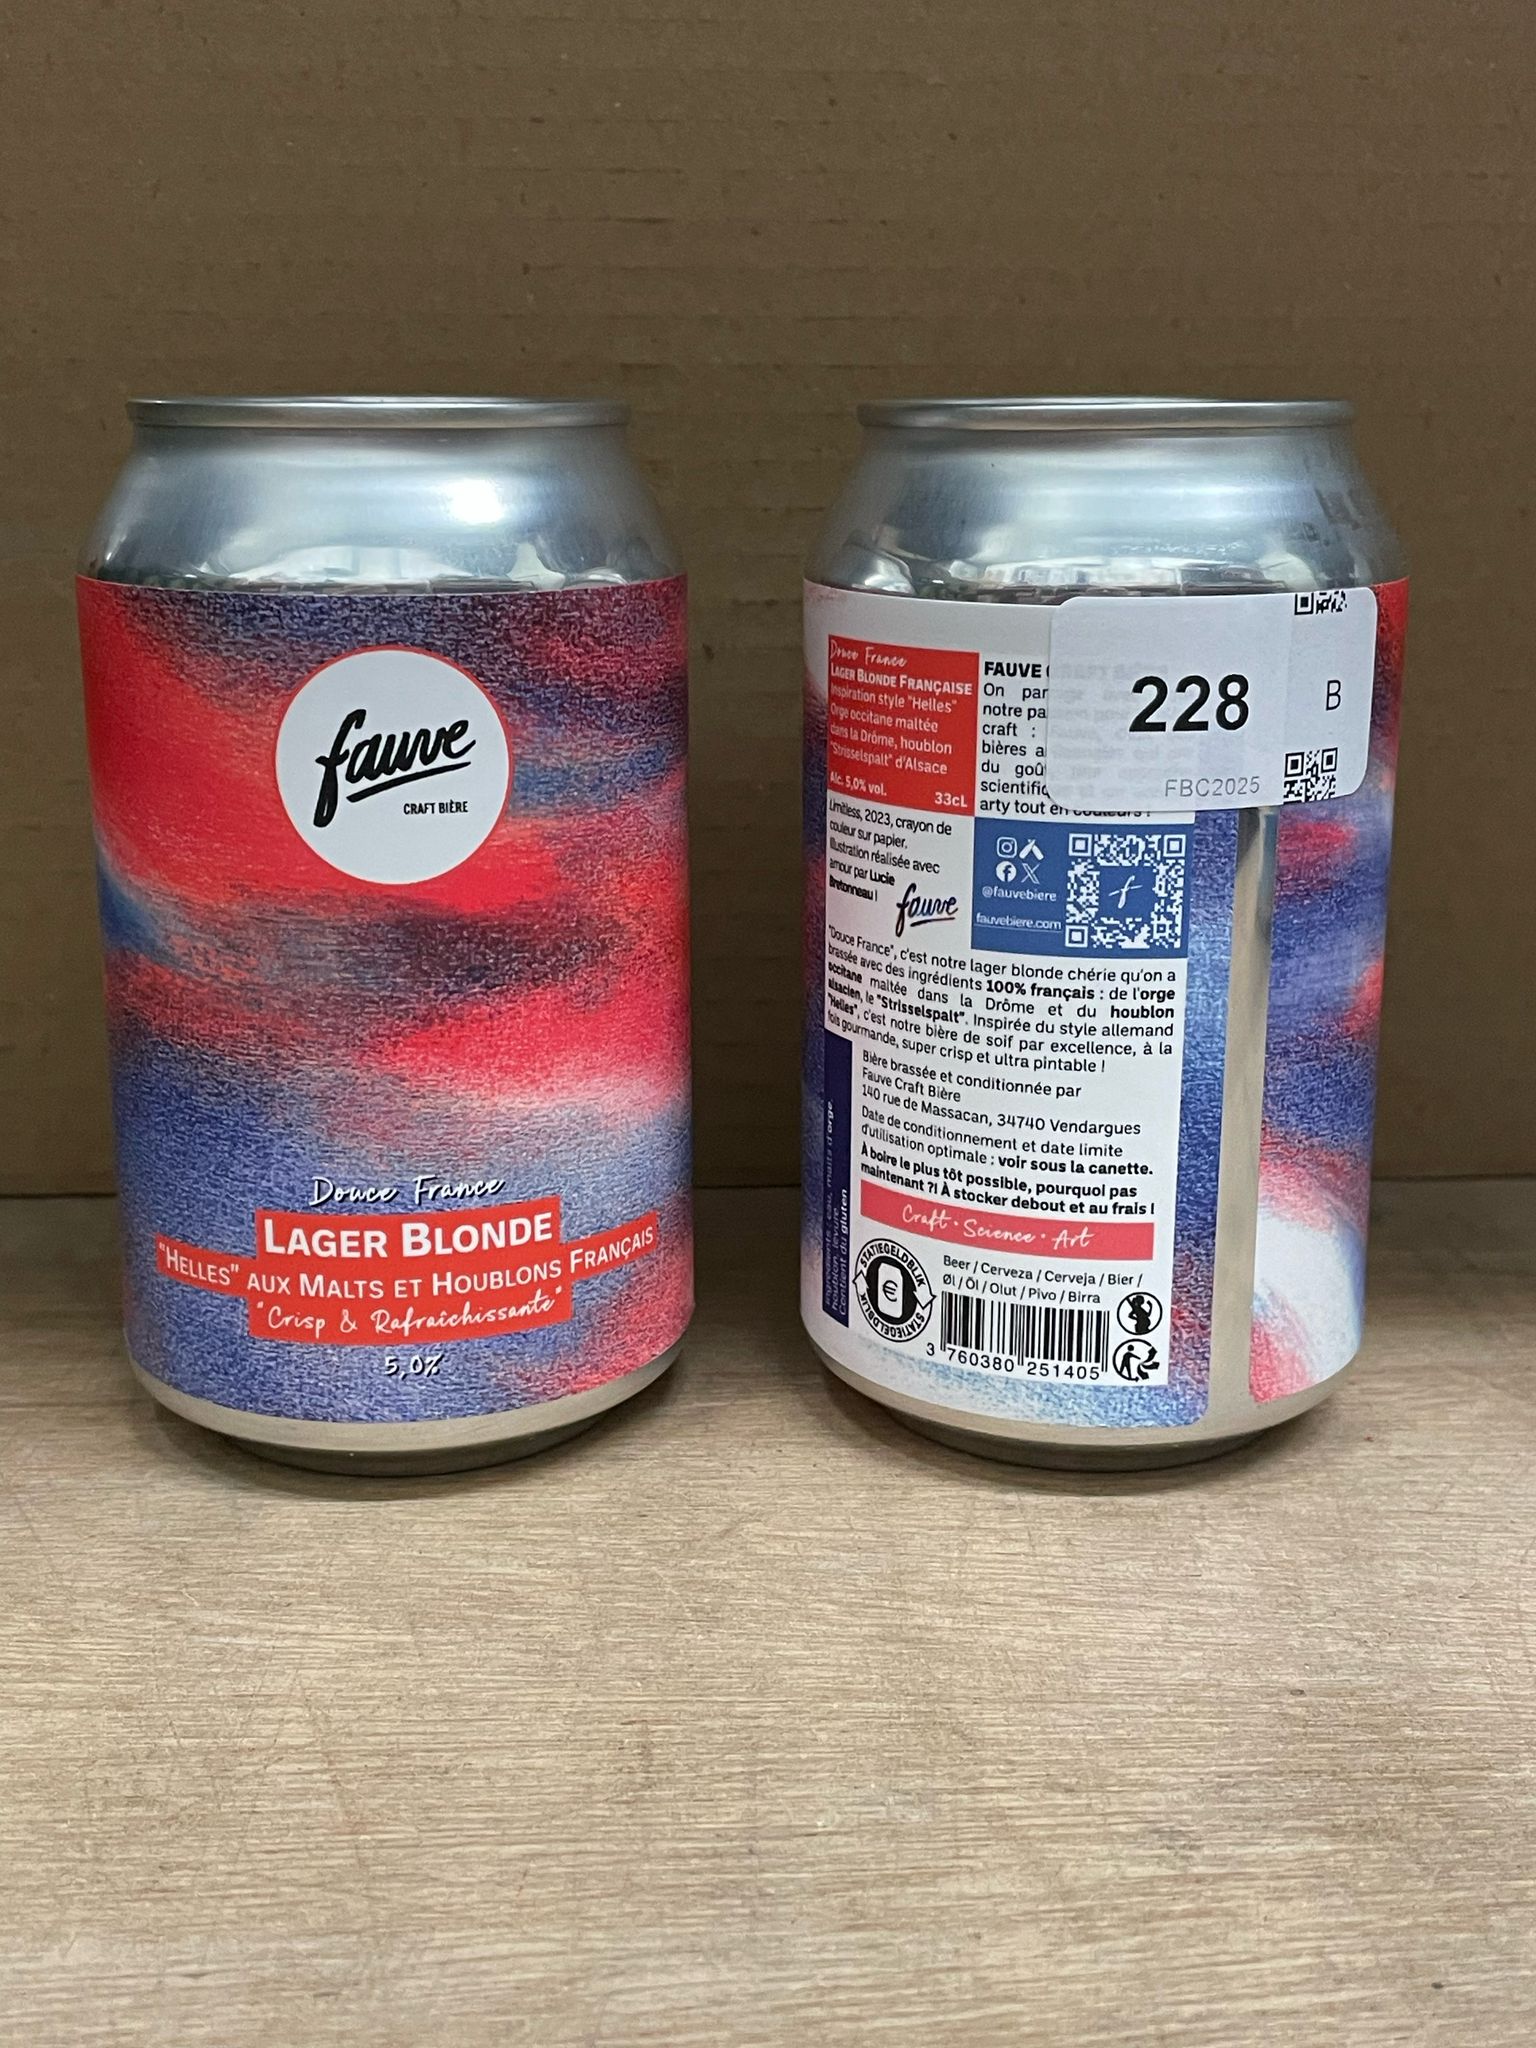 fauve
CRAFT BIÈRE
Douce France
LAGER BLONDE
"HELLES" AUX MALTS ET HOUBLONS FRANÇAIS
"Crisp & Rafraîchissante"
5,0%
Douce France
LAGER BLONDE FRANÇAISE
Inspiration style "Helles"
Orge occitane maltée
dans la Drôme, houblon
"Strisselspalt" d'Alsace
Alc. 5,0% vol.
33cL
FAUVE
On
notre
craft :
bières
du
arty tout en couleurs !
228
B
FBC2025
Limitless, 2023, crayon de
couleur sur papier.
Illustration réalisée avec
amour par Lucie
Bretonneau !
fauve
@fauvebiere
fauvebiere.com
"Douce France", c'est notre lager blonde chérie qu'on a
brassée avec des ingrédients 100% français : de l'orge
occitane maltée dans la Drôme et du houblon
alsacien, le "Strisselspalt". Inspirée du style allemand
"Helles", c'est notre bière de soif par excellence, à la
fois gourmande, super crisp et ultra pintable !
Bière brassée et conditionnée par
Fauve Craft Bière
140 rue de Massacan, 34740 Vendargues
Date de conditionnement et date limite
d'utilisation optimale : voir sous la canette.
À boire le plus tôt possible, pourquoi pas
maintenant ?! À stocker debout et au frais !
Craft • Science • Art
Ingrédients : eau, malts d'orge,
houblon, levure.
Contient du gluten
STATIEGELDBLIK
€
STATIEGELDBLIK
Beer / Cerveza / Cerveja / Bier /
Øl / Öl / Olut / Pivo / Birra
3 760380 251405